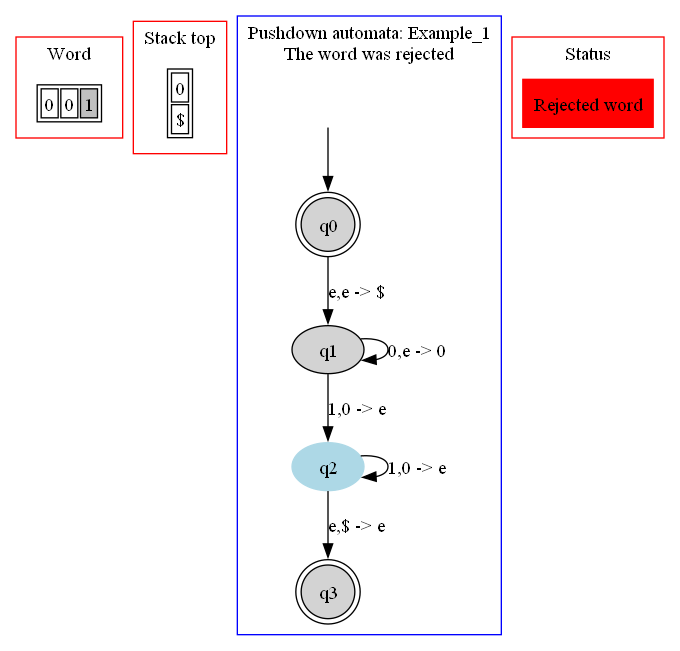 Word
0 0 1
Stack top
0
$
Pushdown automata: Example_1
The word was rejected
q0
e,e -> $
q1
0,e -> 0
1,0 -> e
q2
1,0 -> e
e,$ -> e
q3
Status
Rejected word